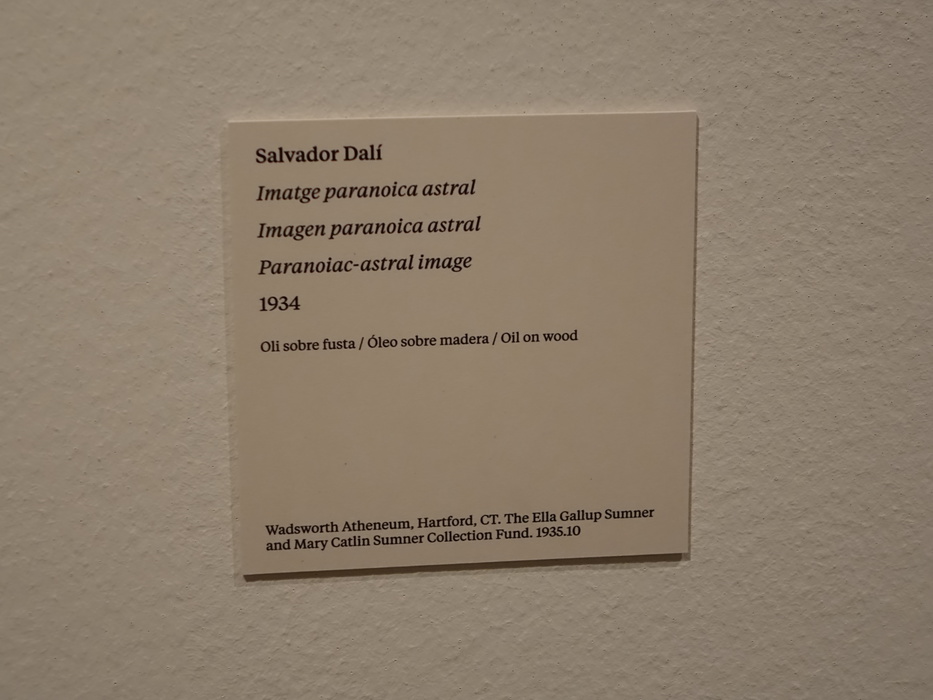 Salvador Dalí
Imatge paranoica astral
Imagen paranoica astral
Paranoiac-astral image
1934
Oli sobre fusta / Óleo sobre madera / Oil on wood
Wadsworth Atheneum, Hartford, CT. The Ella Gallup Sumner
and Mary Catlin Sumner Collection Fund. 1935.10